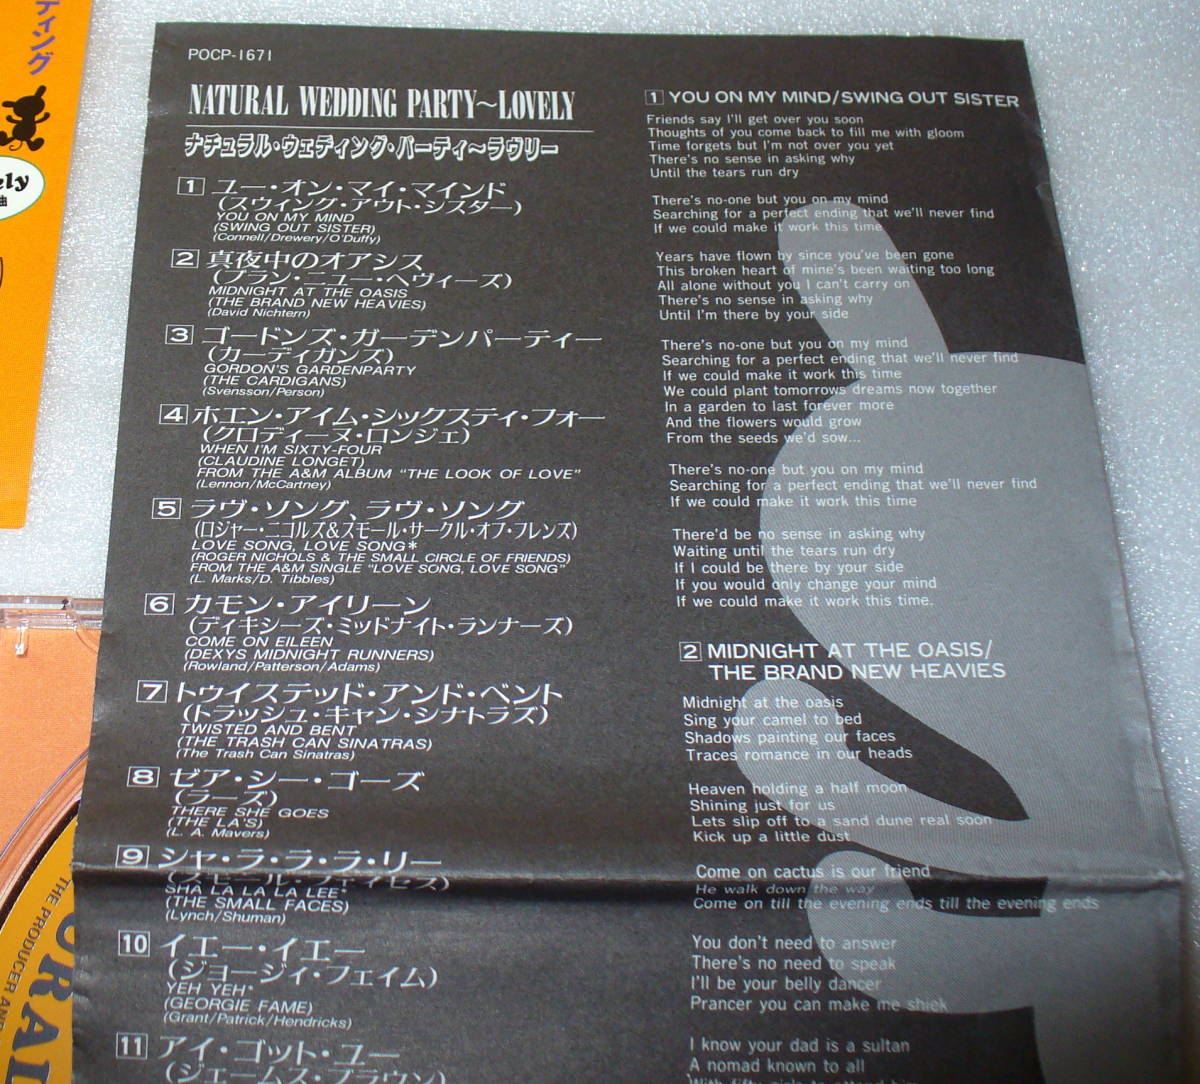 ィング
ely
曲
POCP-1671
NATURAL WEDDING PARTY~LOVELY
ナチュラル・ウェディング・パーティ~ラヴリー
1 ユー・オン・マイ・マインド
(スウィング・アウト・シスター)
YOU ON MY MIND
(SWING OUT SISTER)
(Connell/Drewery/O'Duffy)
2 真夜中のオアシス
(ブラン・ニュー・ヘヴィーズ)
MIDNIGHT AT THE OASIS
(THE BRAND NEW HEAVIES)
(David Nichtern)
3 ゴードンズ・ガーデンパーティー
(カーディガンズ)
GORDON'S GARDENPARTY
(THE CARDIGANS)
(Svensson/Person)
4 ホエン・アイム・シックスティ・フォー
(クロディーヌ・ロンジェ)
WHEN I'M SIXTY-FOUR
(CLAUDINE LONGET)
FROM THE A&M ALBUM "THE LOOK OF LOVE"
(Lennon/McCartney)
5 ラヴ・ソング、ラヴ・ソング
(ロジャー・ニコルズ&スモール・サークル・オブ・フレンズ)
LOVE SONG, LOVE SONG*
(ROGER NICHOLS & THE SMALL CIRCLE OF FRIENDS)
FROM THE A&M SINGLE "LOVE SONG, LOVE SONG"
(L. Marks/D. Tibbles)
6 カモン・アイリーン
(ディキシーズ・ミッドナイト・ランナーズ)
COME ON EILEEN
(DEXYS MIDNIGHT RUNNERS)
(Rowland/Patterson/Adams)
7 トゥイステッド・アンド・ベント
(トラッシュ・キャン・シナトラズ)
TWISTED AND BENT
(THE TRASH CAN SINATRAS)
(The Trash Can Sinatras)
8 ゼア・シー・ゴーズ
(ラーズ)
THERE SHE GOES
(THE LA'S)
(L. A. Mavers)
9 シャ・ラ・ラ・ラ・リー
(スモール・フェイセズ)
SHA LA LA LA LEE*
(THE SMALL FACES)
(Lynch/Shuman)
10 イエー・イエー
(ジョージィ・フェイム)
YEH YEH*
(GEORGIE FAME)
(Grant/Patrick/Hendricks)
11 アイ・ゴット・ユー
(ジェームス・ブラウン)
1 YOU ON MY MIND/SWING OUT SISTER
Friends say I'll get over you soon
Thoughts of you come back to fill me with gloom
Time forgets but I'm not over you yet
There's no sense in asking why
Until the tears run dry
There's no-one but you on my mind
Searching for a perfect ending that we'll never find
If we could make it work this time
Years have flown by since you've been gone
This broken heart of mine's been waiting too long
All alone without you I can't carry on
There's no sense in asking why
Until I'm there by your side
There's no-one but you on my mind
Searching for a perfect ending that we'll never find
If we could make it work this time
We could plant tomorrows dreams now together
In a garden to last forever more
And the flowers would grow
From the seeds we'd sow...
There's no-one but you on my mind
Searching for a perfect ending that we'll never find
If we could make it work this time
There'd be no sense in asking why
Waiting until the tears run dry
If I could be there by your side
If you would only change your mind
If we could make it work this time.
2 MIDNIGHT AT THE OASIS/
THE BRAND NEW HEAVIES
Midnight at the oasis
Sing your camel to bed
Shadows painting our faces
Traces romance in our heads
Heaven holding a half moon
Shining just for us
Lets slip off to a sand dune real soon
Kick up a little dust
Come on cactus is our friend
He walk down the way
Come on till the evening ends till the evening ends
You don't need to answer
There's no need to speak
I'll be your belly dancer
Prancer you can make me shiek
I know your dad is a sultan
A nomad known to all
With fifty girls to attend him
THE PRODUCER AN